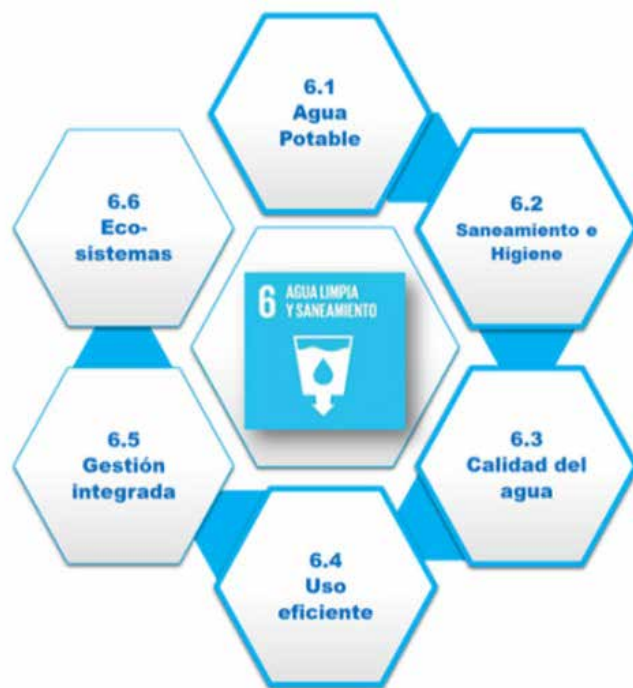 6.1
Agua
Potable
6.2
Saneamiento e
Higiene
6.3
Calidad del
agua
6.4
Uso
eficiente
6.5
Gestión
integrada
6.6
Eco-
sistemas
6 AGUA LIMPIA
Y SANEAMIENTO